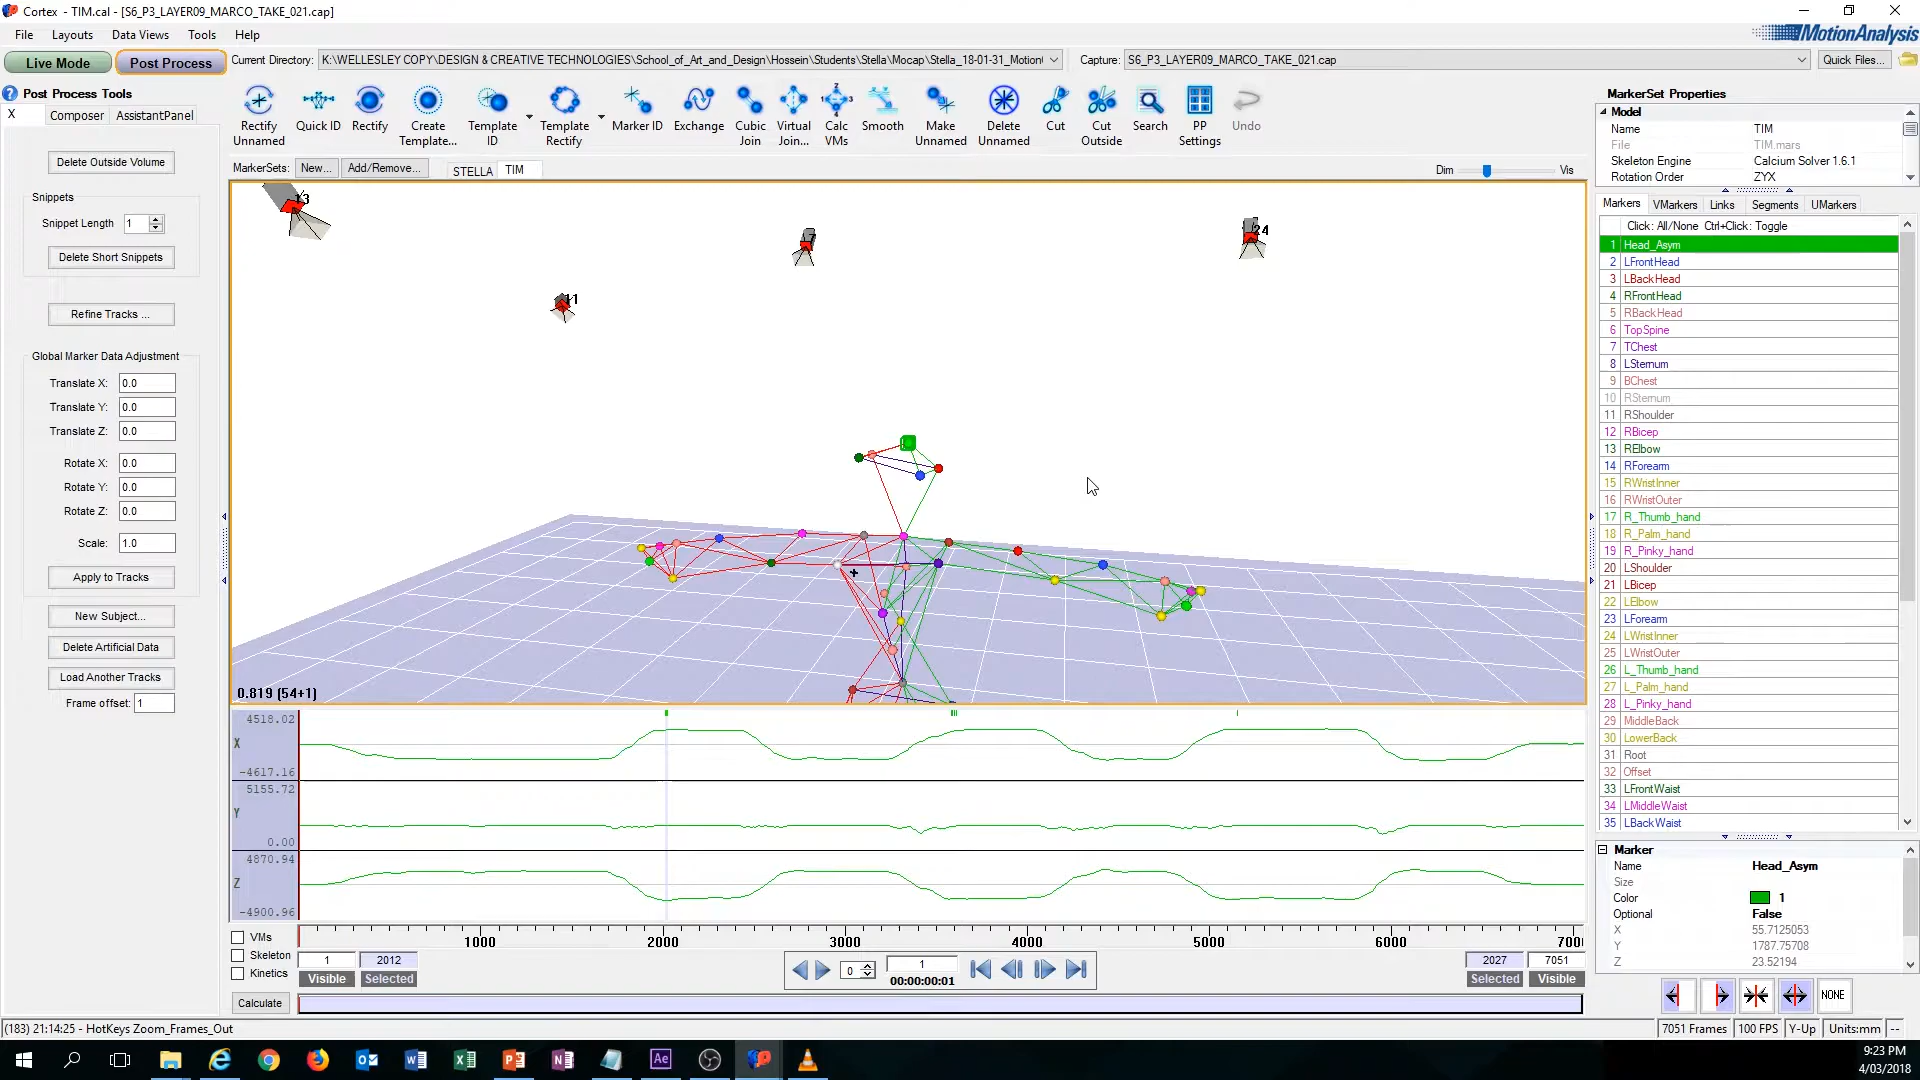 Cortex - TIM.cal - [S6_P3_LAYER09_MARCO_TAKE_021.cap]
File Layouts Data Views Tools Help
MotionAnalysis
Live Mode Post Process
Current Directory: K:\WELLESLEY COPY\DESIGN & CREATIVE TECHNOLOGIES\School_of_Art_and_Design\Hossein\Students\Stella\Mocap\Stella_18-01-31_Motion
Capture: S6_P3_LAYER09_MARCO_TAKE_021.cap
Quick Files...
Post Process Tools
X Composer AssistantPanel
Delete Outside Volume
Snippets
Snippet Length 1
Delete Short Snippets
Refine Tracks ...
Global Marker Data Adjustment
Translate X: 0.0
Translate Y: 0.0
Translate Z: 0.0
Rotate X: 0.0
Rotate Y: 0.0
Rotate Z: 0.0
Scale: 1.0
Apply to Tracks
New Subject...
Delete Artificial Data
Load Another Tracks
Frame offset: 1
Rectify Unnamed
Quick ID
Rectify
Create Template...
Template ID
Template Rectify
Marker ID
Exchange
Cubic Join
Virtual Join...
Calc VMs
Smooth
Make Unnamed
Delete Unnamed
Cut
Cut Outside
Search
PP Settings
Undo
MarkerSets: New... Add/Remove... STELLA TIM
Dim Vis
13
7
24
11
0.819 (54+1)
4518.02
X
-4617.16
5155.72
Y
0.00
4870.94
Z
-4900.96
VMs
Skeleton
Kinetics
1000 2000 3000 4000 5000 6000 700
1 2012
Visible Selected
0
1
00:00:00:01
2027 7051
Selected Visible
Calculate
MarkerSet Properties
Model
Name TIM
File TIM.mars
Skeleton Engine Calcium Solver 1.6.1
Rotation Order ZYX
Markers VMarkers Links Segments UMarkers
Click: All/None Ctrl+Click: Toggle
1 Head_Asym
2 LFrontHead
3 LBackHead
4 RFrontHead
5 RBackHead
6 TopSpine
7 TChest
8 LSternum
9 BChest
10 RSternum
11 RShoulder
12 RBicep
13 RElbow
14 RForearm
15 RWristInner
16 RWristOuter
17 R_Thumb_hand
18 R_Palm_hand
19 R_Pinky_hand
20 LShoulder
21 LBicep
22 LElbow
23 LForearm
24 LWristInner
25 LWristOuter
26 L_Thumb_hand
27 L_Palm_hand
28 L_Pinky_hand
29 MiddleBack
30 LowerBack
31 Root
32 Offset
33 LFrontWaist
34 LMiddleWaist
35 LBackWaist
Marker
Name Head_Asym
Size
Color 1
Optional False
X 55.7125053
Y 1787.75708
Z 23.52194
NONE
(183) 21:14:25 - HotKeys Zoom_Frames_Out
7051 Frames 100 FPS Y-Up Units:mm --
9:23 PM
4/03/2018